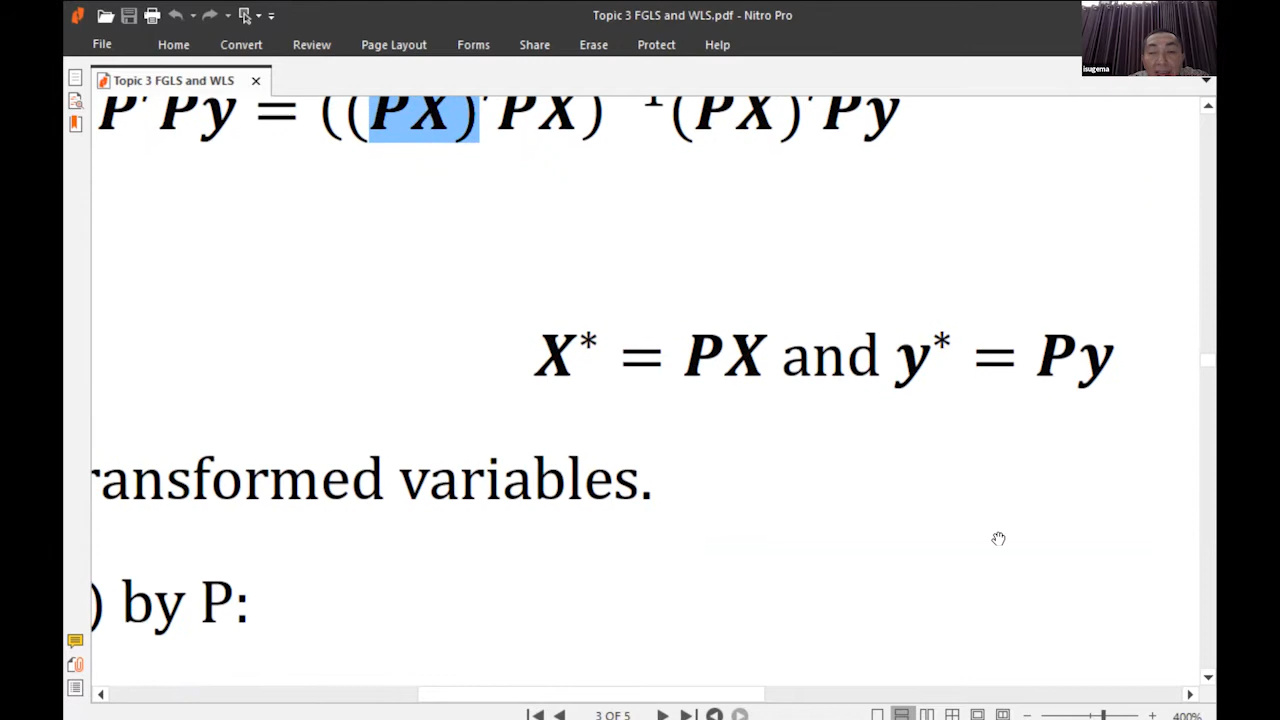 Topic 3 FGLS and WLS.pdf - Nitro Pro
File Home Convert Review Page Layout Forms Share Erase Protect Help
isugema
Topic 3 FGLS and WLS ×
P′Py = ((PX)′PX)⁻¹(PX)′Py
X* = PX and y* = Py
ransformed variables.
) by P:
3 OF 5
400%